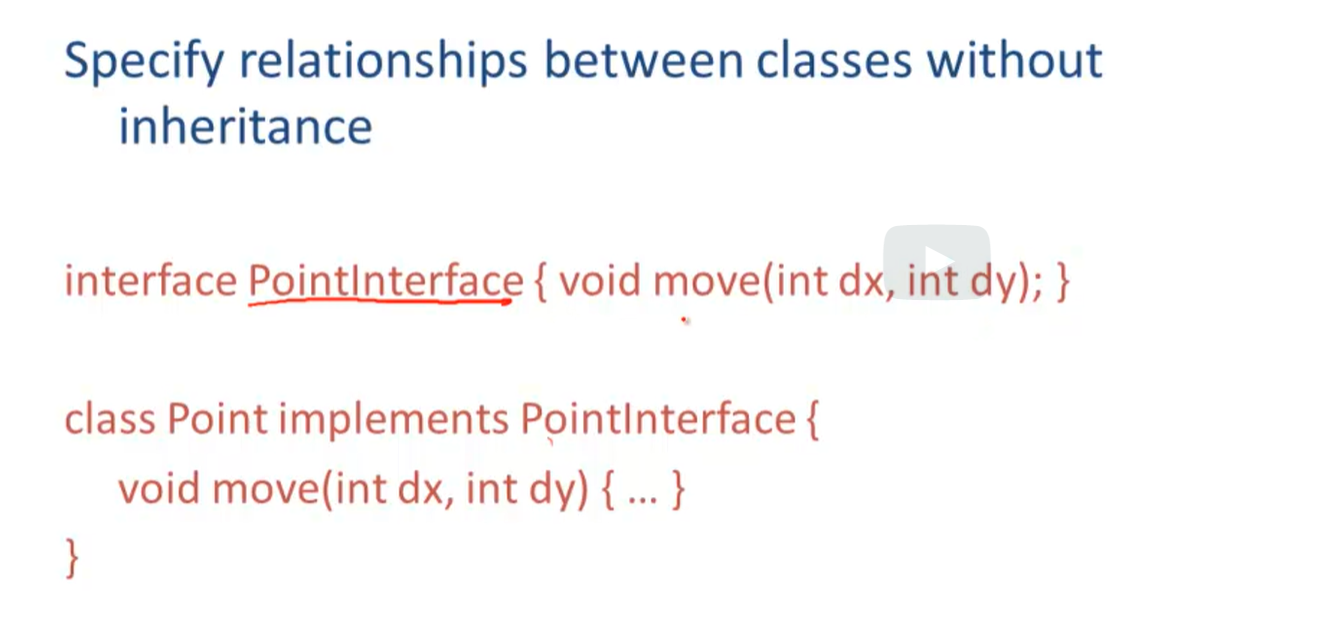 Specify relationships between classes without
inheritance
interface PointInterface { void move(int dx, int dy); }
class Point implements PointInterface {
void move(int dx, int dy) { ... }
}